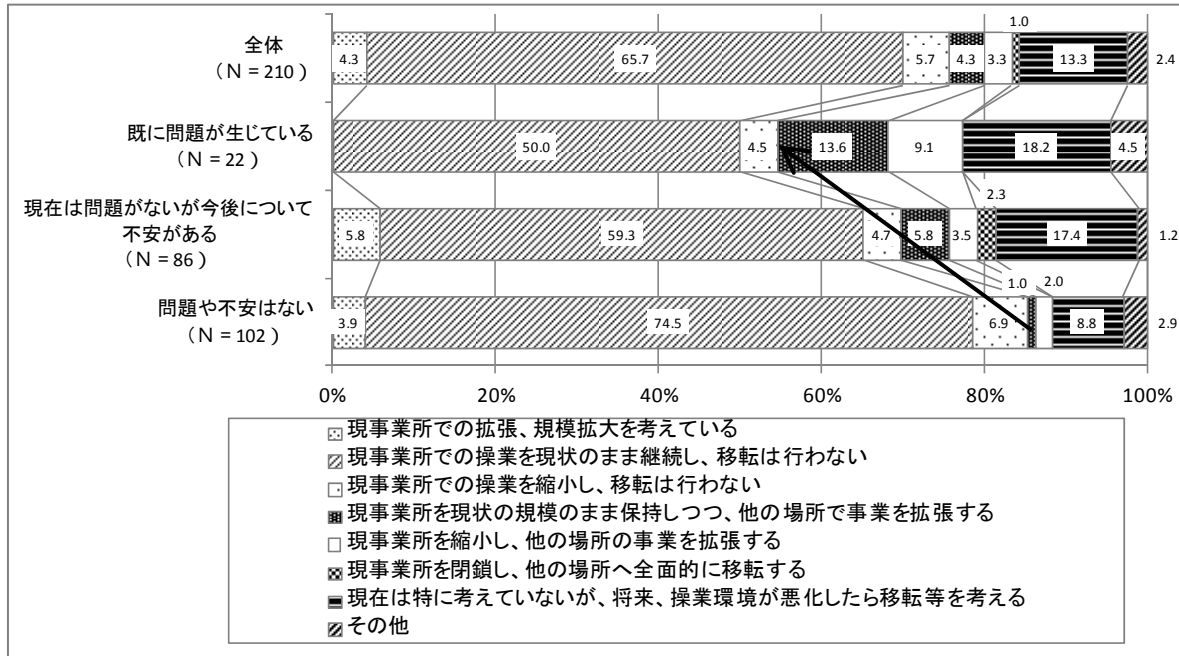 1.0
全体
（Ｎ = 210 ）
4.3 65.7 5.7 4.3 3.3 13.3 2.4
既に問題が生じている
（Ｎ = 22 ）
50.0 4.5 13.6 9.1 18.2 4.5
2.3
現在は問題がないが今後について
不安がある
（Ｎ = 86 ）
5.8 59.3 4.7 5.8 3.5 17.4 1.2
1.0 2.0
問題や不安はない
（Ｎ = 102 ）
3.9 74.5 6.9 8.8 2.9
0% 20% 40% 60% 80% 100%
現事業所での拡張、規模拡大を考えている
現事業所での操業を現状のまま継続し、移転は行わない
現事業所での操業を縮小し、移転は行わない
現事業所を現状の規模のまま保持しつつ、他の場所で事業を拡張する
現事業所を縮小し、他の場所の事業を拡張する
現事業所を閉鎖し、他の場所へ全面的に移転する
現在は特に考えていないが、将来、操業環境が悪化したら移転等を考える
その他